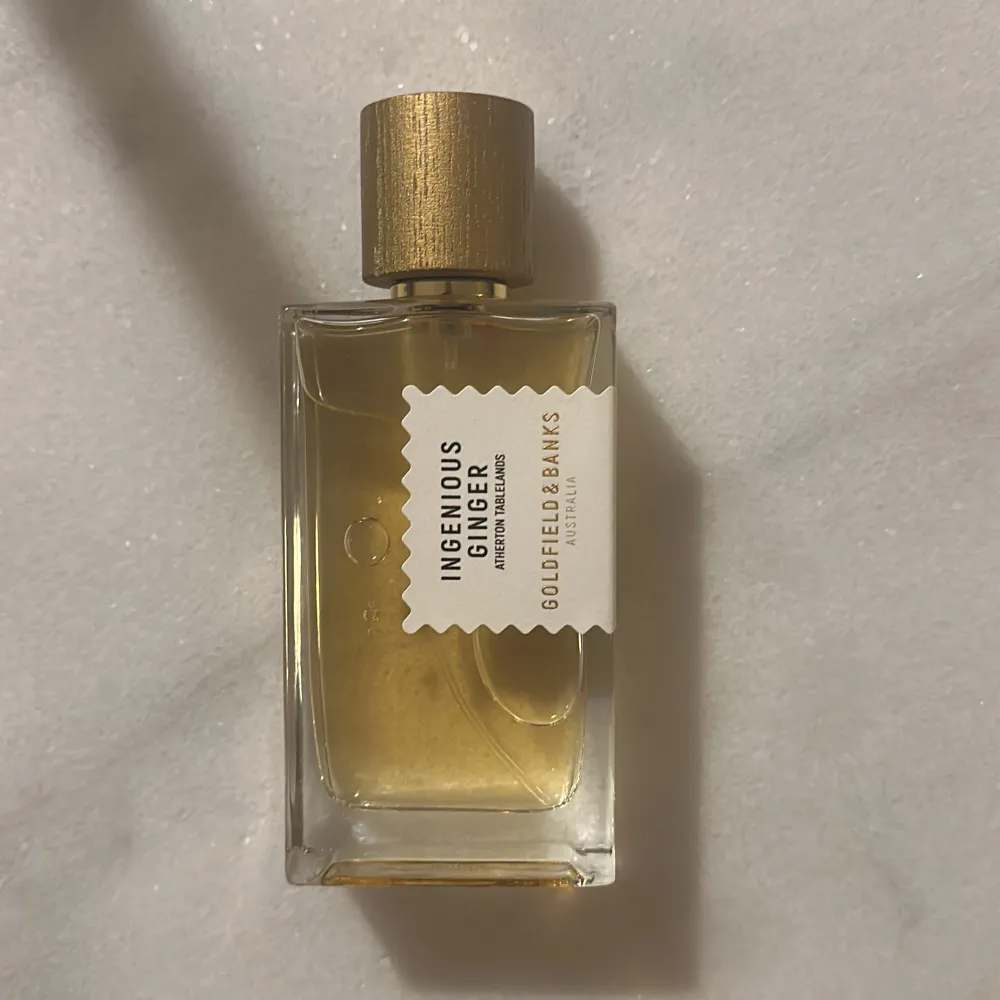 INGENIOUS
GINGER
ATHERTON TABLELANDS
GOLDFIELD & BANKS
AUSTRALIA